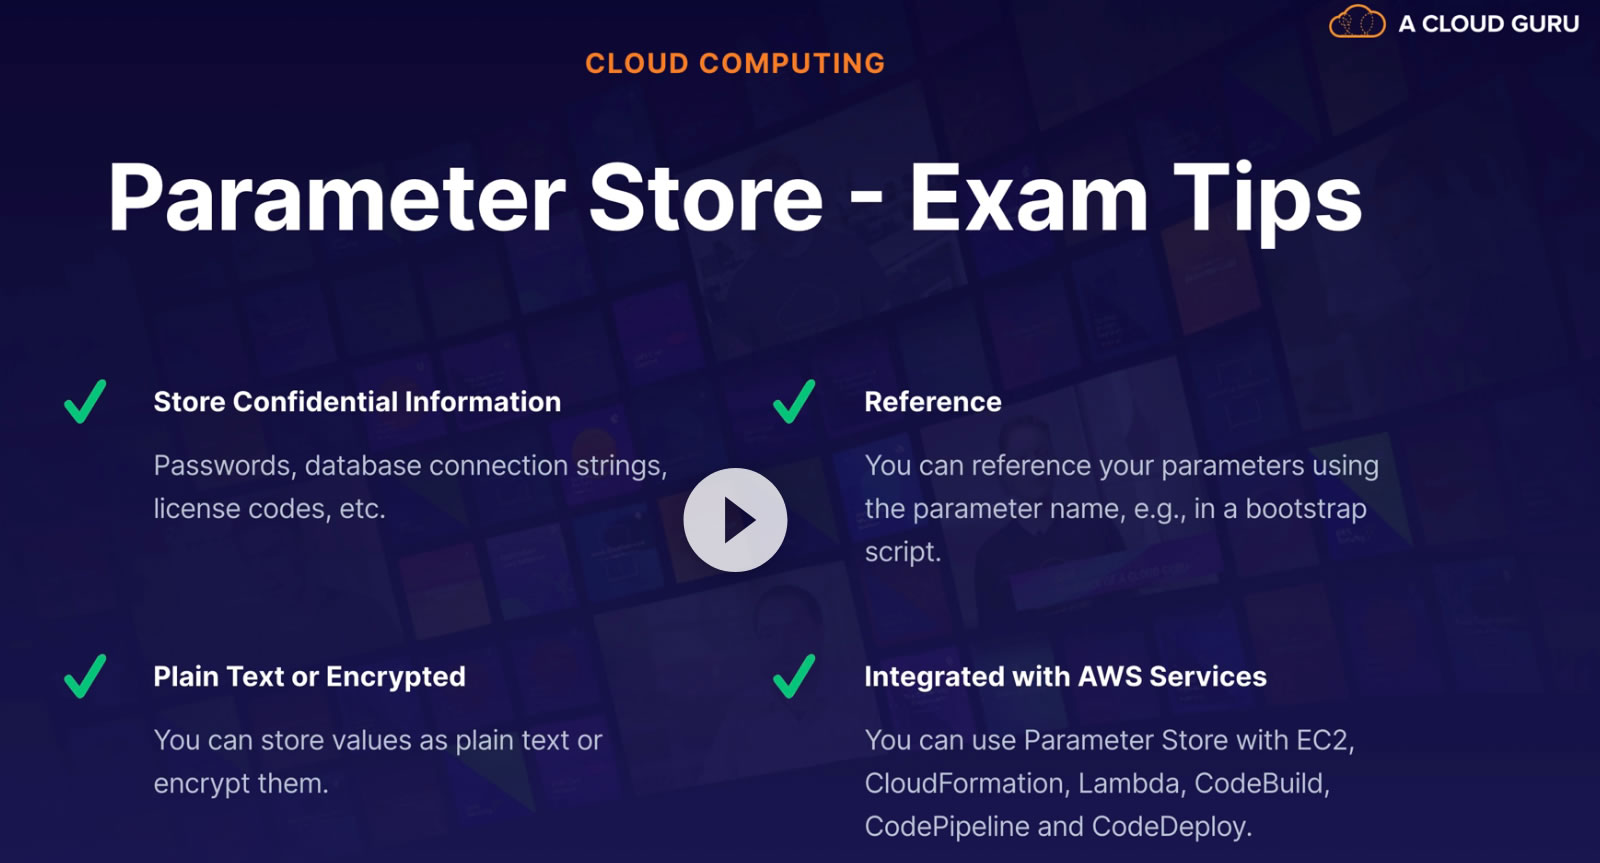 A CLOUD GURU
CLOUD COMPUTING
Parameter Store - Exam Tips
Store Confidential Information
Passwords, database connection strings,
license codes, etc.
Reference
You can reference your parameters using
the parameter name, e.g., in a bootstrap
script.
Plain Text or Encrypted
You can store values as plain text or
encrypt them.
Integrated with AWS Services
You can use Parameter Store with EC2,
CloudFormation, Lambda, CodeBuild,
CodePipeline and CodeDeploy.